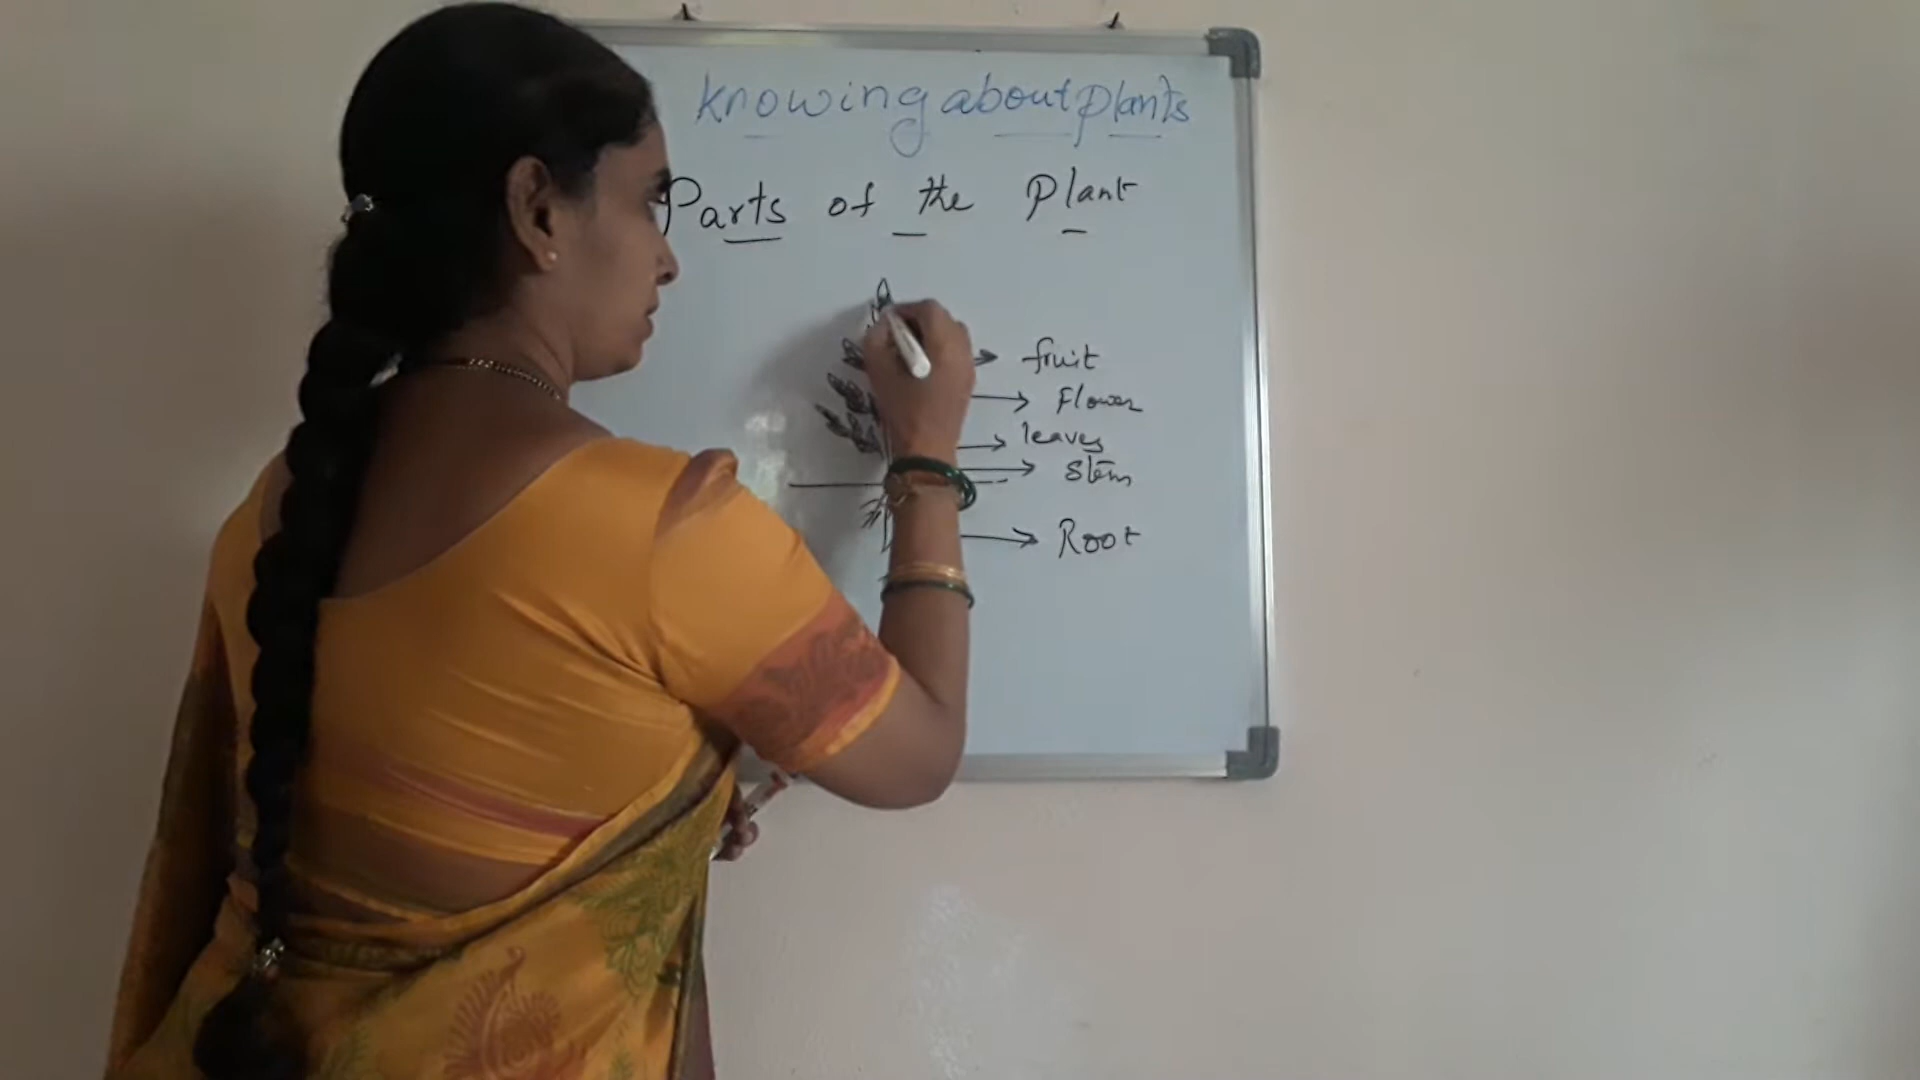 knowing about plants
Parts of the Plant
fruit
Flower
leaves
Stem
Root